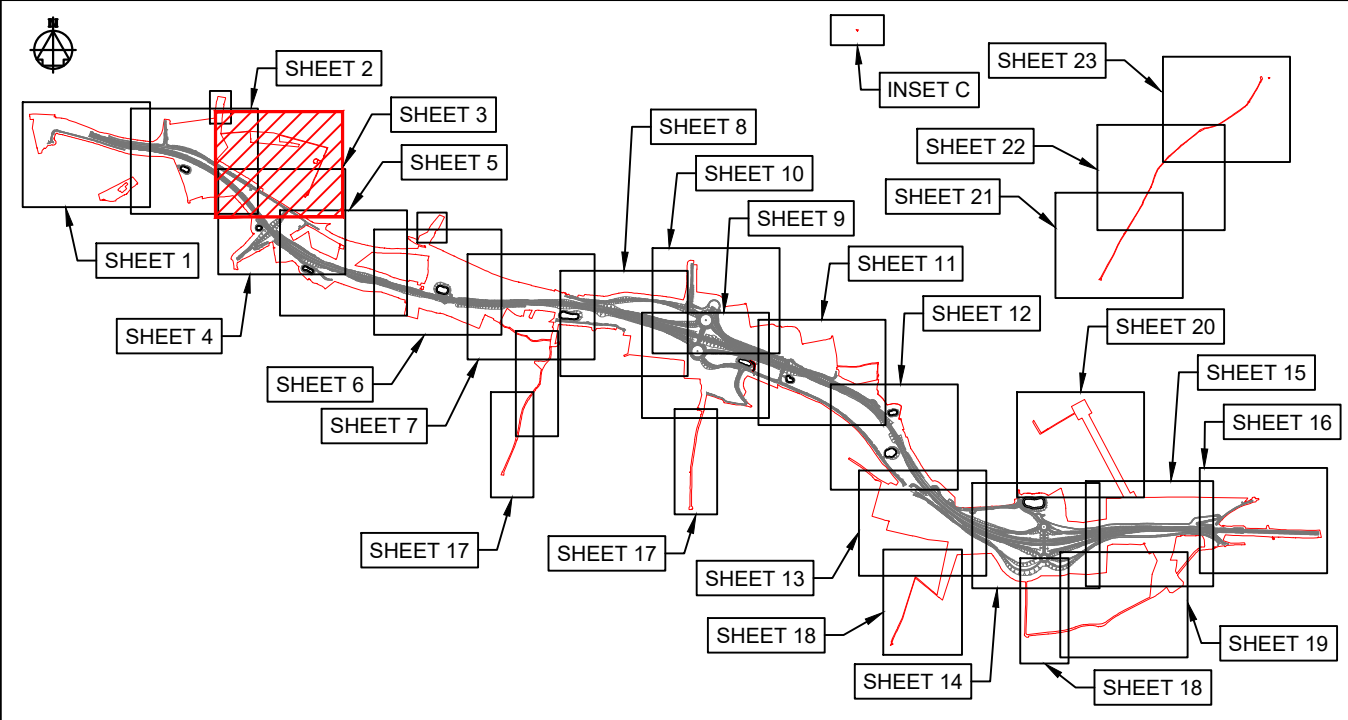 N
SHEET 2
SHEET 3
SHEET 5
SHEET 1
SHEET 4
SHEET 6
SHEET 7
SHEET 8
SHEET 10
SHEET 9
SHEET 11
SHEET 12
INSET C
SHEET 23
SHEET 22
SHEET 21
SHEET 20
SHEET 15
SHEET 16
SHEET 17
SHEET 17
SHEET 13
SHEET 18
SHEET 14
SHEET 18
SHEET 19